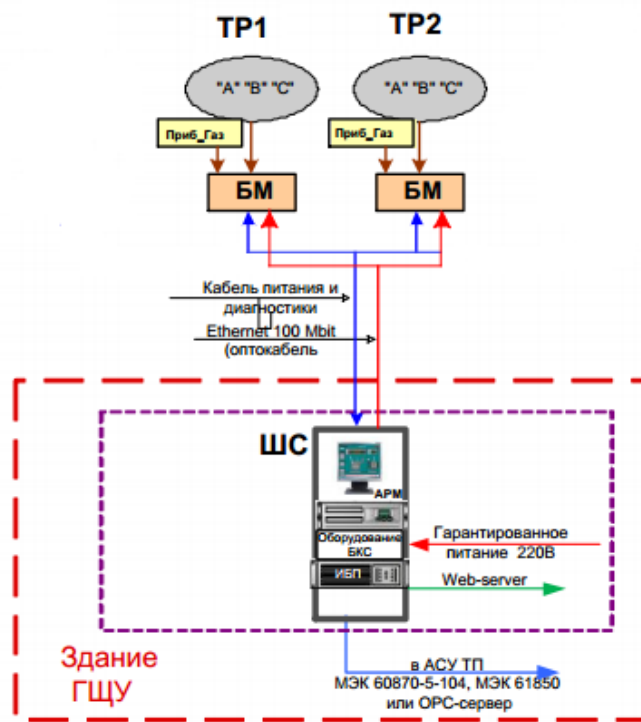 ТР1 ТР2
"А" "В" "С" "А" "В" "С"
Приб_Газ Приб_Газ
БМ БМ
Кабель питания и
диагностики
Ethernet 100 Mbit
(оптокабель
ШС
АРМ
Оборудование
БКС
ИБП
Гарантированное
питание 220В
Web-server
Здание
ГЩУ
в АСУ ТП
МЭК 60870-5-104, МЭК 61850
или ОРС-сервер